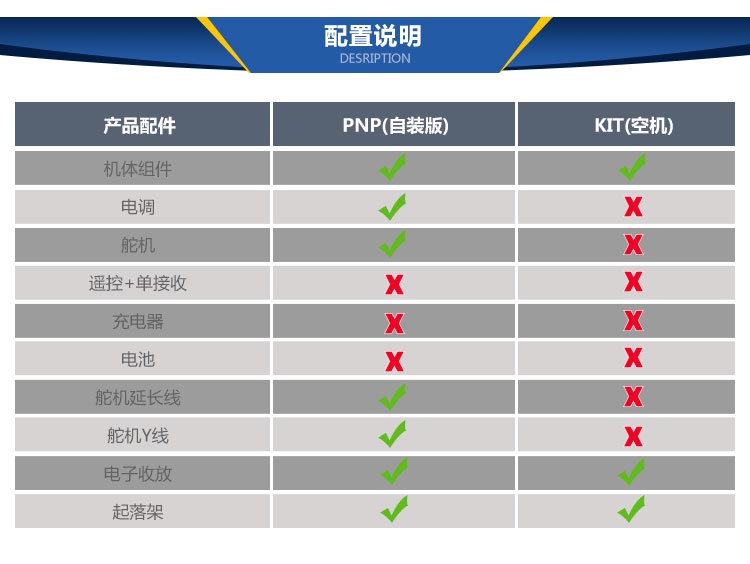 配置说明
DESRIPTION
产品配件 PNP(自装版) KIT(空机)
机体组件 ✓ ✓
电调 ✓ X
舵机 ✓ X
遥控+单接收 X X
充电器 X X
电池 X X
舵机延长线 ✓ X
舵机Y线 ✓ X
电子收放 ✓ ✓
起落架 ✓ ✓